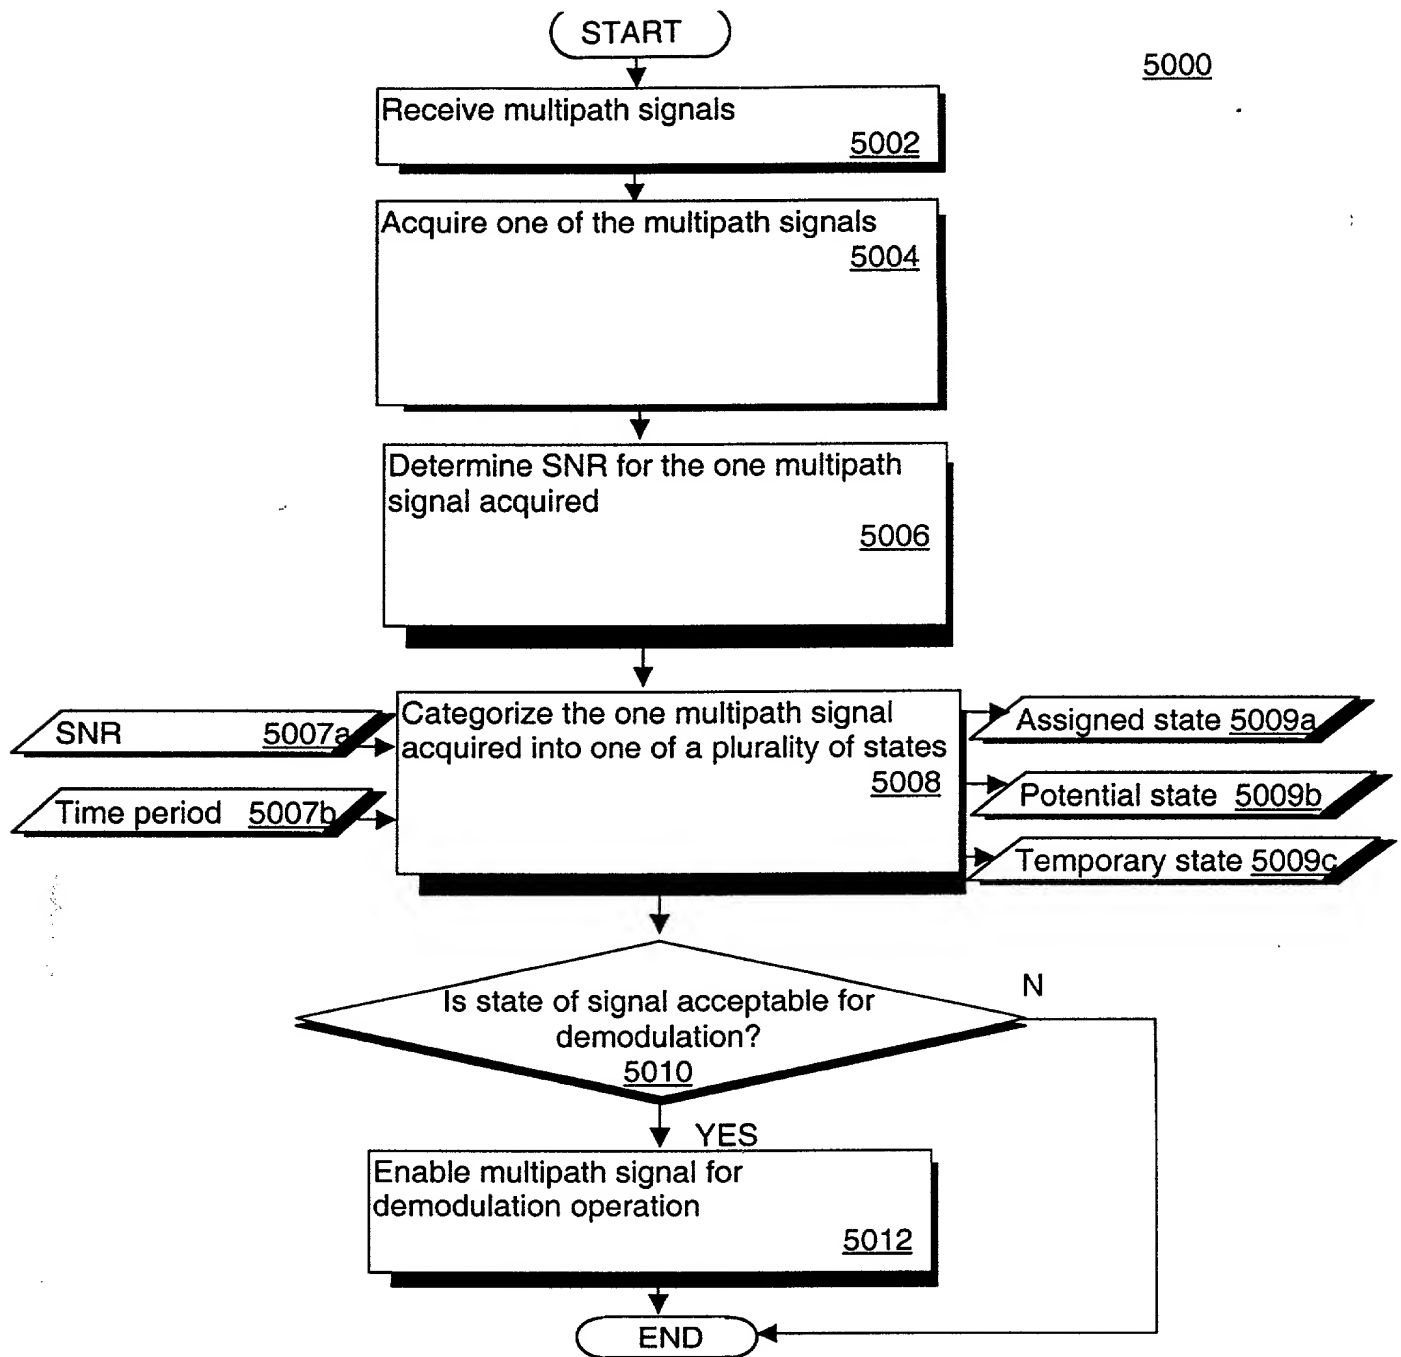 START
5000
Receive multipath signals
5002
Acquire one of the multipath signals
5004
Determine SNR for the one multipath
signal acquired
5006
SNR 5007a
Time period 5007b
Categorize the one multipath signal
acquired into one of a plurality of states
5008
Assigned state 5009a
Potential state 5009b
Temporary state 5009c
Is state of signal acceptable for
demodulation?
5010
N
YES
Enable multipath signal for
demodulation operation
5012
END